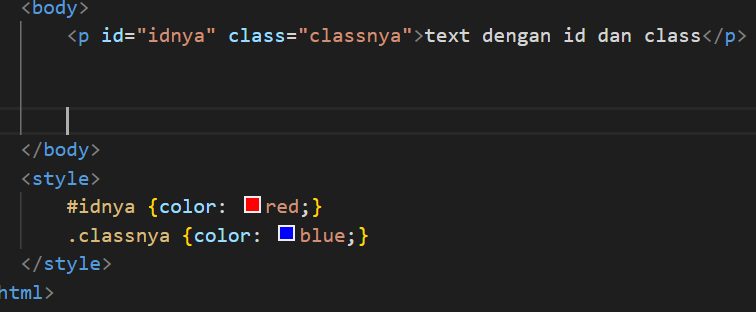 <body>
<p id="idnya" class="classnya">text dengan id dan class</p>
</body>
<style>
#idnya {color: red;}
.classnya {color: blue;}
</style>
html>